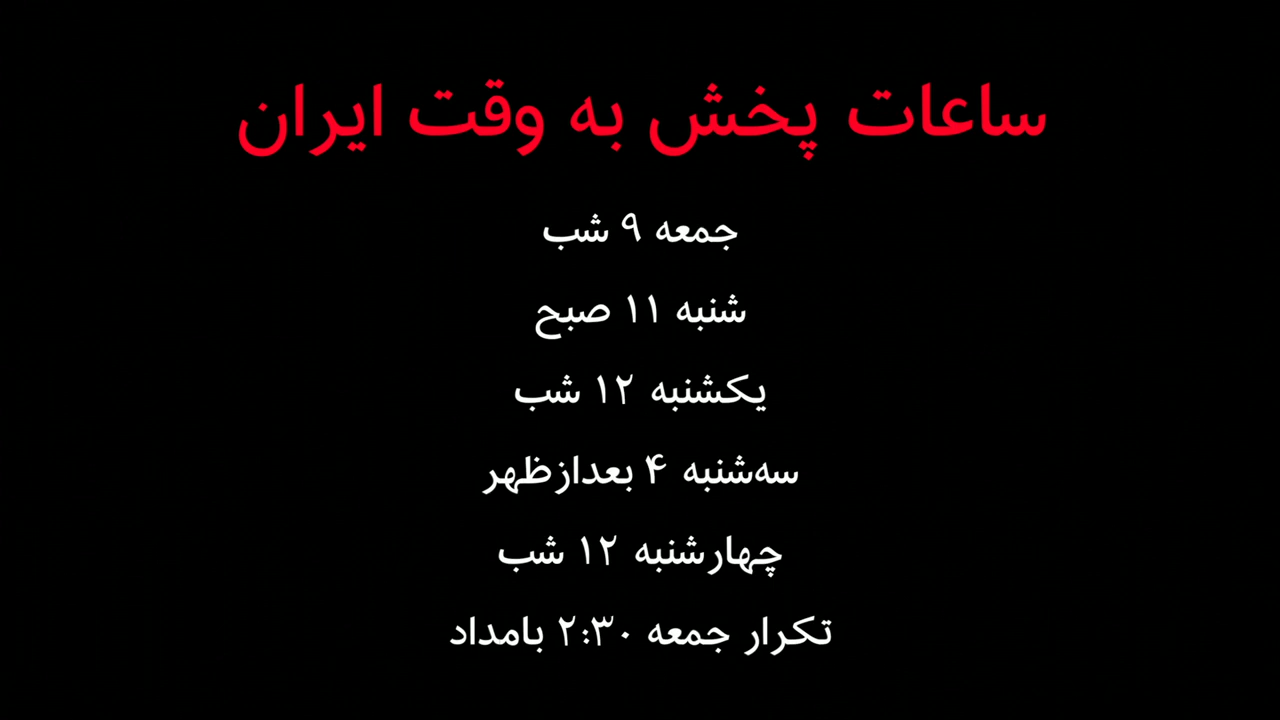 ساعات پخش به وقت ایران
جمعه ۹ شب
شنبه ۱۱ صبح
یکشنبه ۱۲ شب
سه‌شنبه ۴ بعدازظهر
چهارشنبه ۱۲ شب
تکرار جمعه ۲:۳۰ بامداد